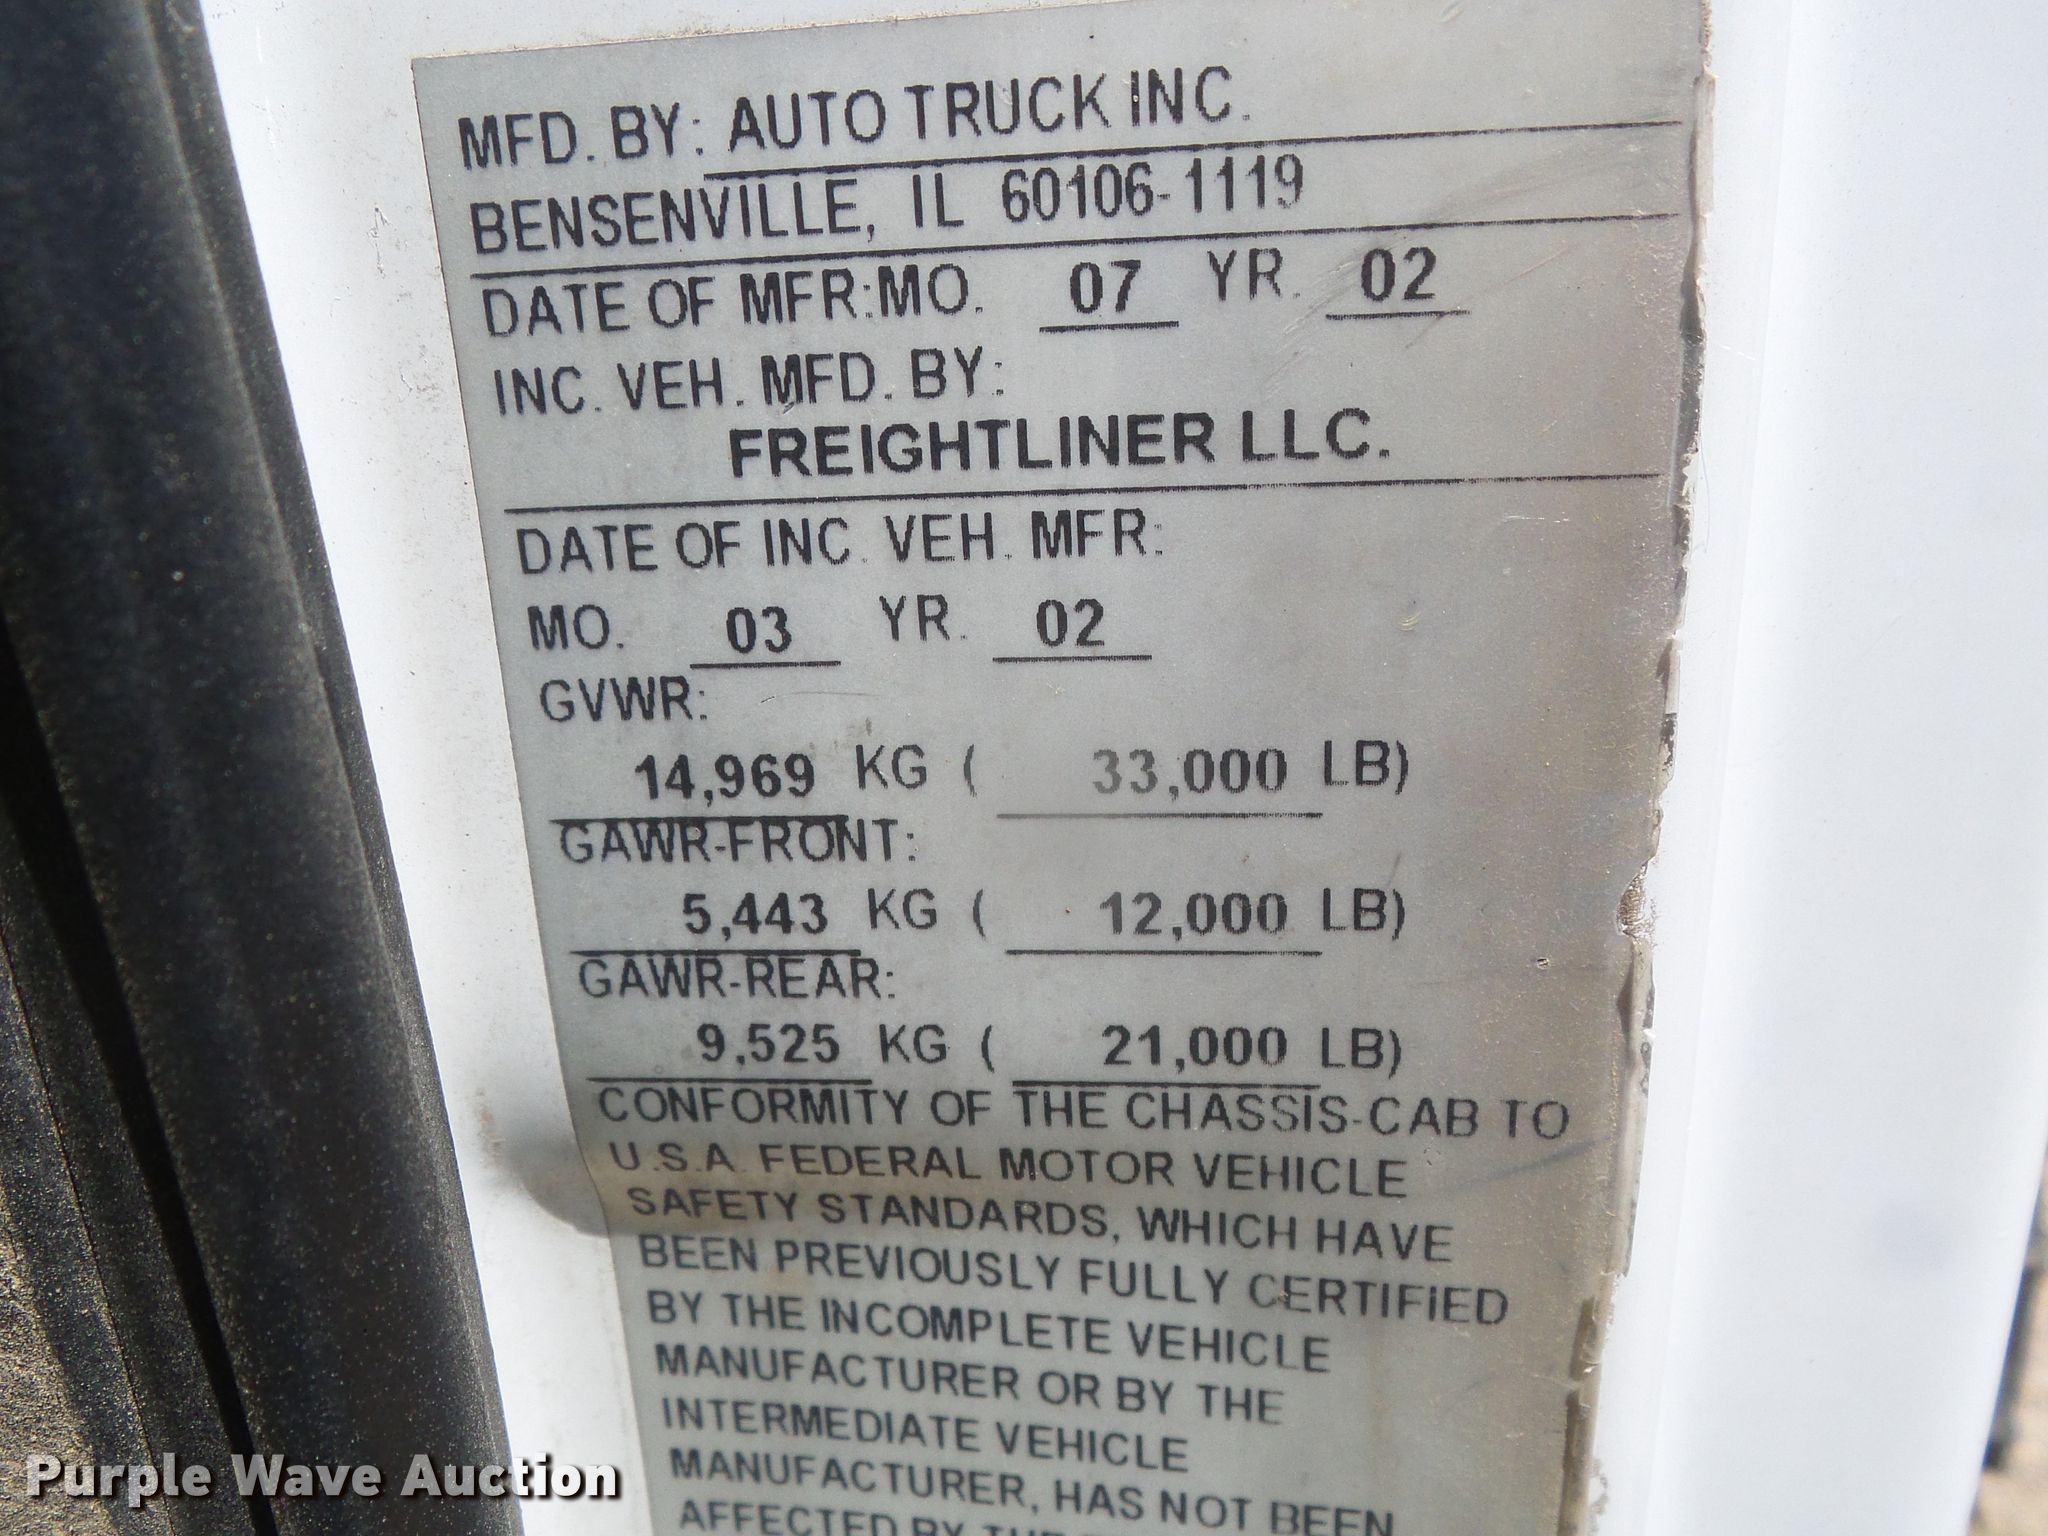 MFD. BY: AUTO TRUCK INC.
BENSENVILLE, IL 60106-1119
DATE OF MFR:MO. 07 YR. 02
INC. VEH. MFD. BY:
FREIGHTLINER LLC.
DATE OF INC. VEH. MFR:
MO. 03 YR. 02
GVWR:
14,969 KG ( 33,000 LB)
GAWR-FRONT:
5,443 KG ( 12,000 LB)
GAWR-REAR:
9,525 KG ( 21,000 LB)
CONFORMITY OF THE CHASSIS-CAB TO
U.S.A. FEDERAL MOTOR VEHICLE
SAFETY STANDARDS, WHICH HAVE
BEEN PREVIOUSLY FULLY CERTIFIED
BY THE INCOMPLETE VEHICLE
MANUFACTURER OR BY THE
INTERMEDIATE VEHICLE
MANUFACTURER, HAS NOT BEEN
AFFECTED BY THE
Purple Wave Auction